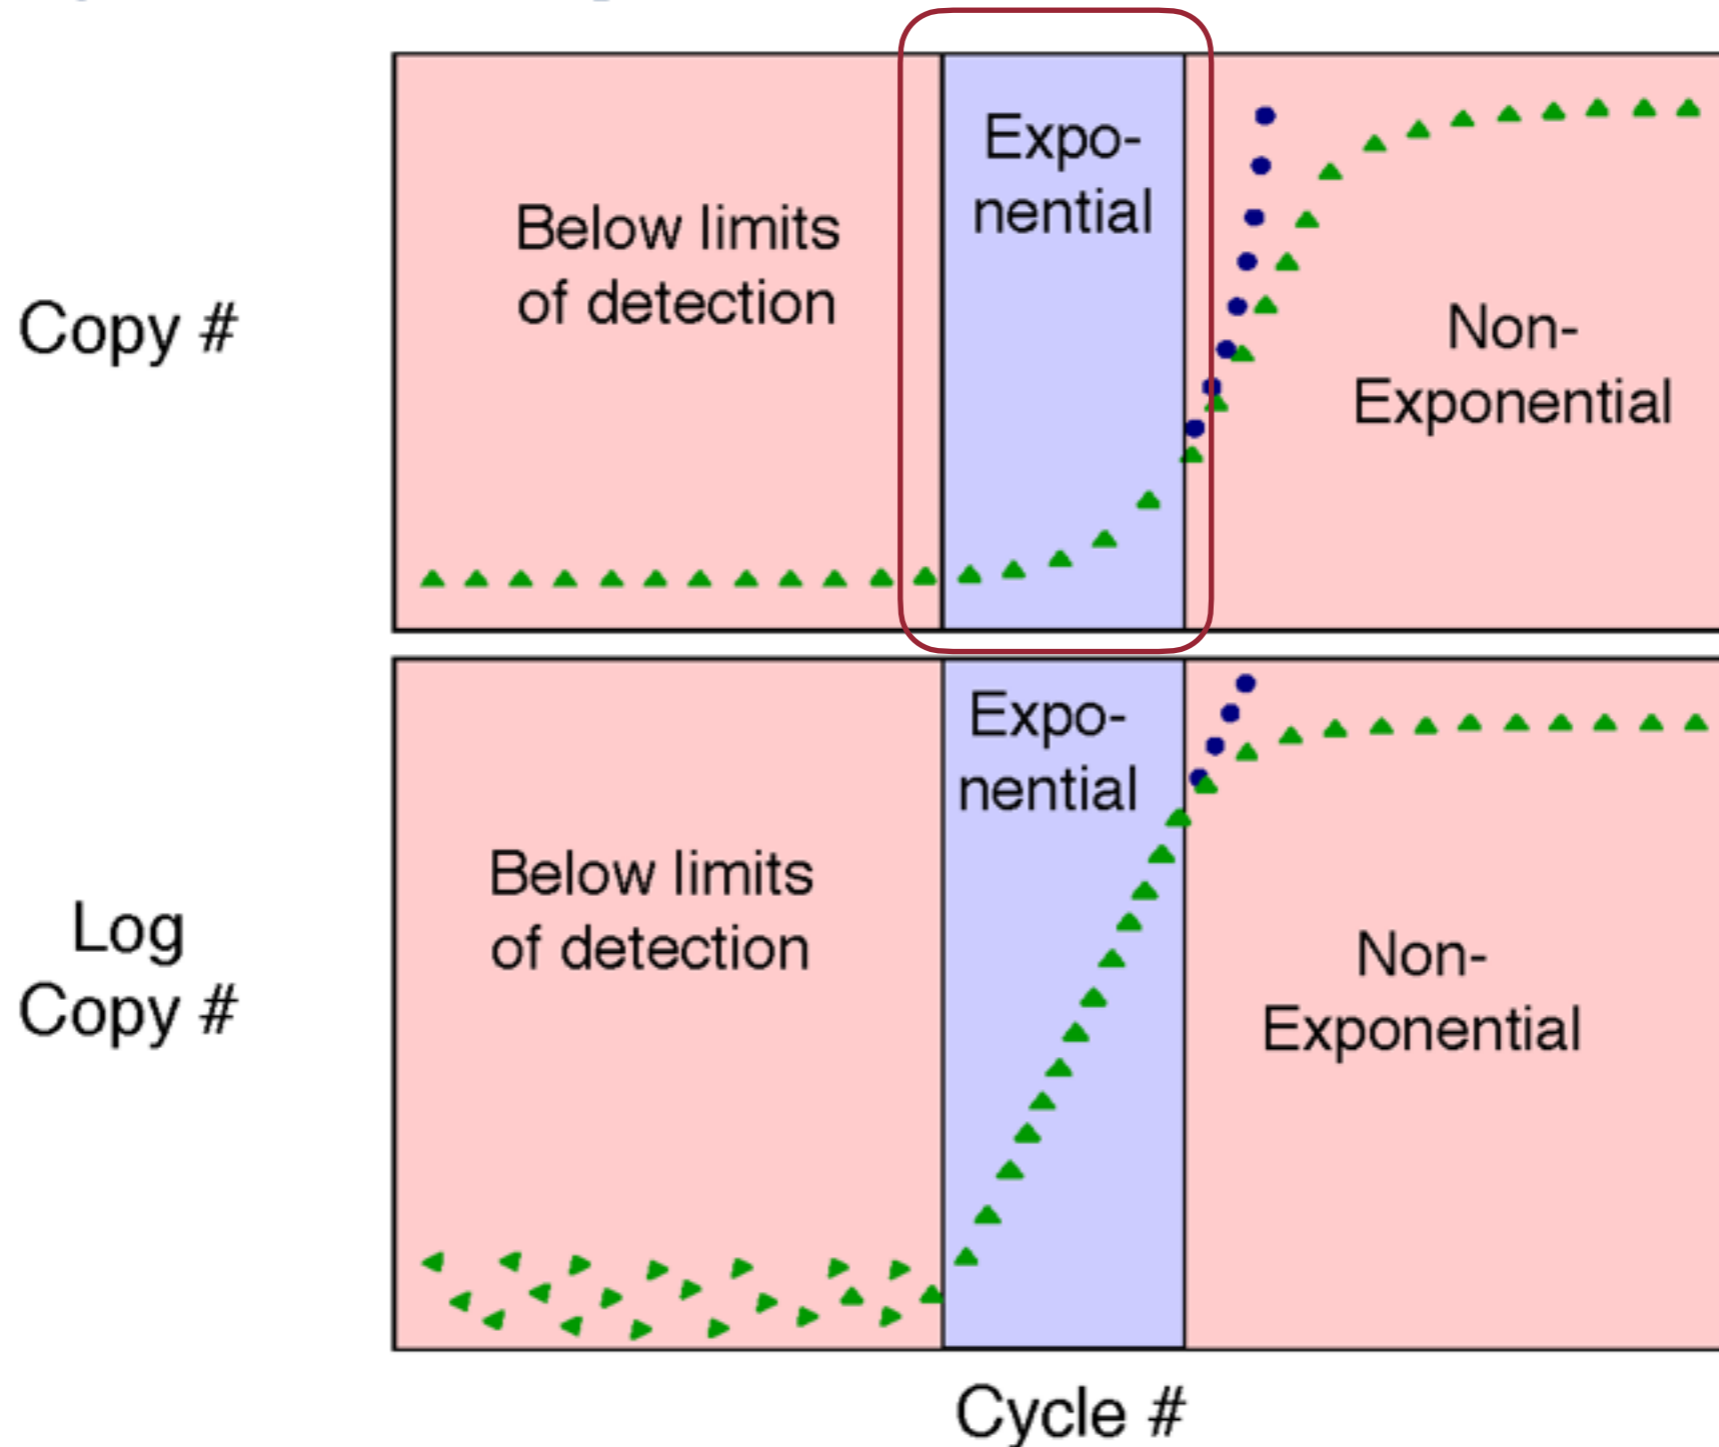 Copy #
Below limits
of detection
Expo-
nential
Non-
Exponential
Log
Copy #
Below limits
of detection
Expo-
nential
Non-
Exponential
Cycle #